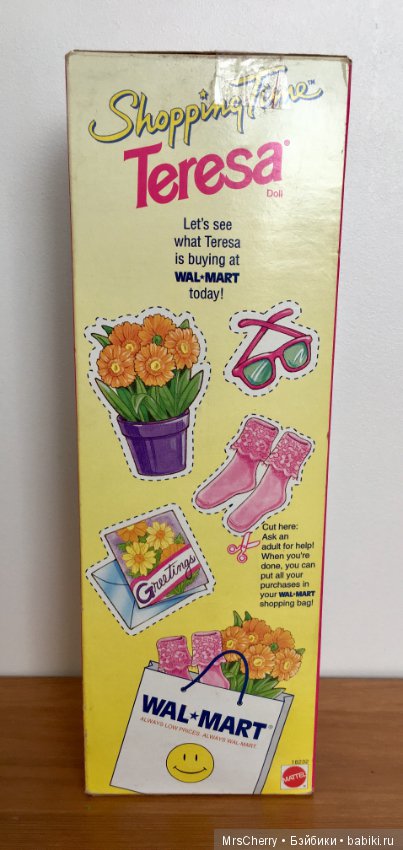 Shopping Time™
Teresa®
Doll
Let's see
what Teresa
is buying at
WAL★MART
today!
Cut here:
Ask an
adult for help!
When you're
done, you can
put all your
purchases in
your WAL★MART
shopping bag!
Greetings
WAL★MART®
ALWAYS LOW PRICES. ALWAYS WAL-MART.
18232
MATTEL
MrsCherry • Бэйбики • babiki.ru